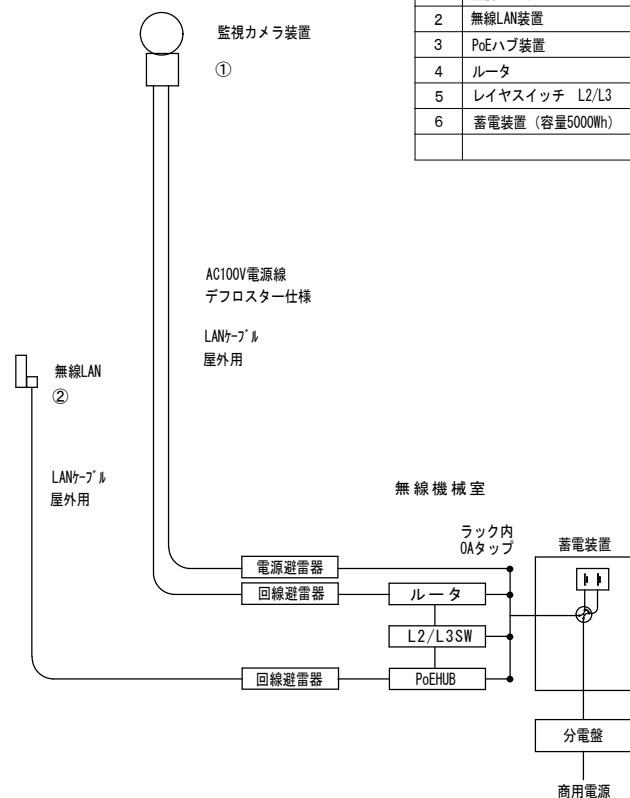 2 無線LAN装置
3 PoEハブ装置
4 ルータ
5 レイヤスイッチ L2/L3
6 蓄電装置（容量5000Wh）
監視カメラ装置
①
AC100V電源線
デフロスター仕様
LANｹｰﾌﾞﾙ
屋外用
無線LAN
②
LANｹｰﾌﾞﾙ
屋外用
無線機械室
ラック内
OAタップ
蓄電装置
電源避雷器
回線避雷器
ルータ
L2/L3SW
回線避雷器
PoEHUB
分電盤
商用電源